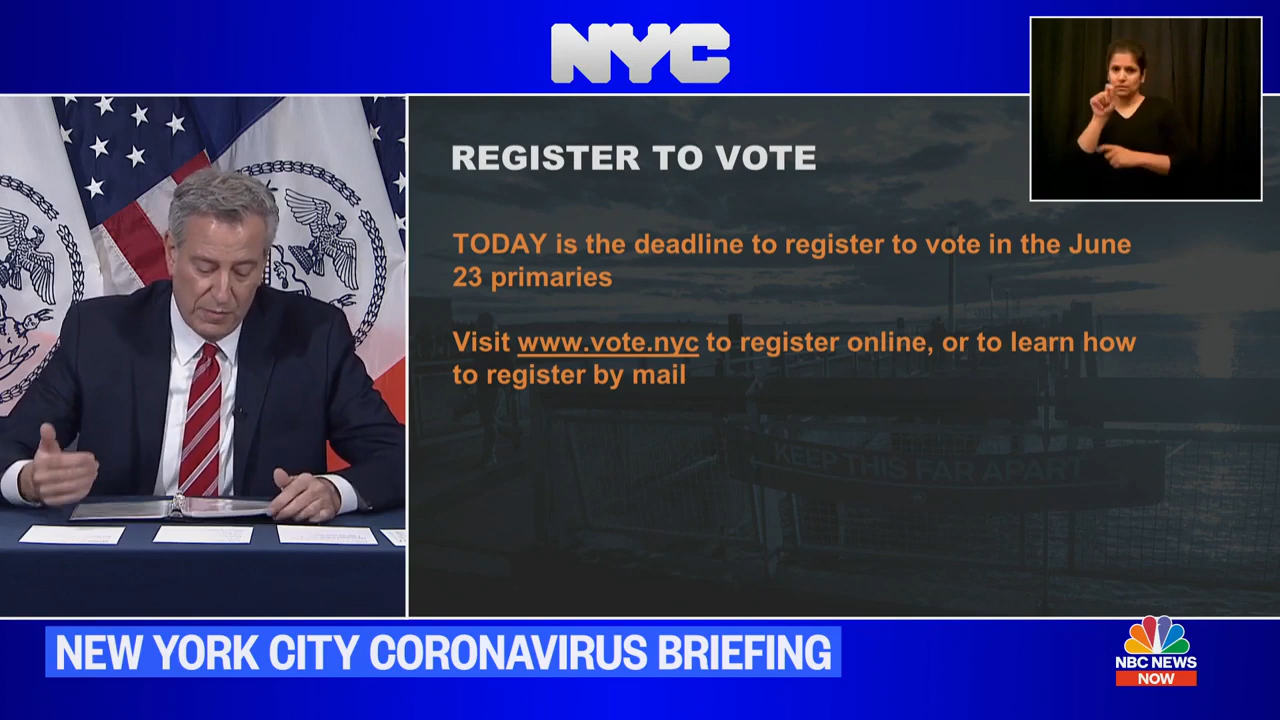 NYC
REGISTER TO VOTE
TODAY is the deadline to register to vote in the June
23 primaries
Visit www.vote.nyc to register online, or to learn how
to register by mail
KEEP THIS FAR APART
NEW YORK CITY CORONAVIRUS BRIEFING
NBC NEWS
NOW